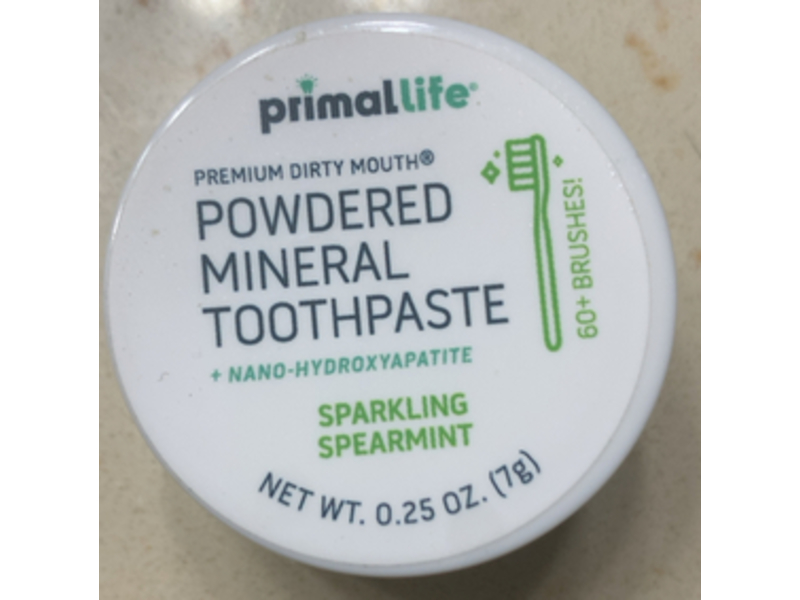 primal life®
PREMIUM DIRTY MOUTH®
POWDERED
MINERAL
TOOTHPASTE
+ NANO-HYDROXYAPATITE
SPARKLING
SPEARMINT
NET WT. 0.25 OZ. (7g)
60+ BRUSHES!